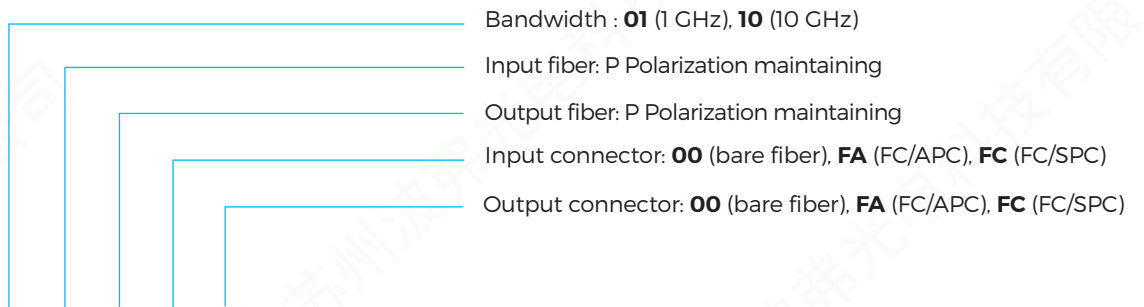 Bandwidth : 01 (1 GHz), 10 (10 GHz)
Input fiber: P Polarization maintaining
Output fiber: P Polarization maintaining
Input connector: 00 (bare fiber), FA (FC/APC), FC (FC/SPC)
Output connector: 00 (bare fiber), FA (FC/APC), FC (FC/SPC)